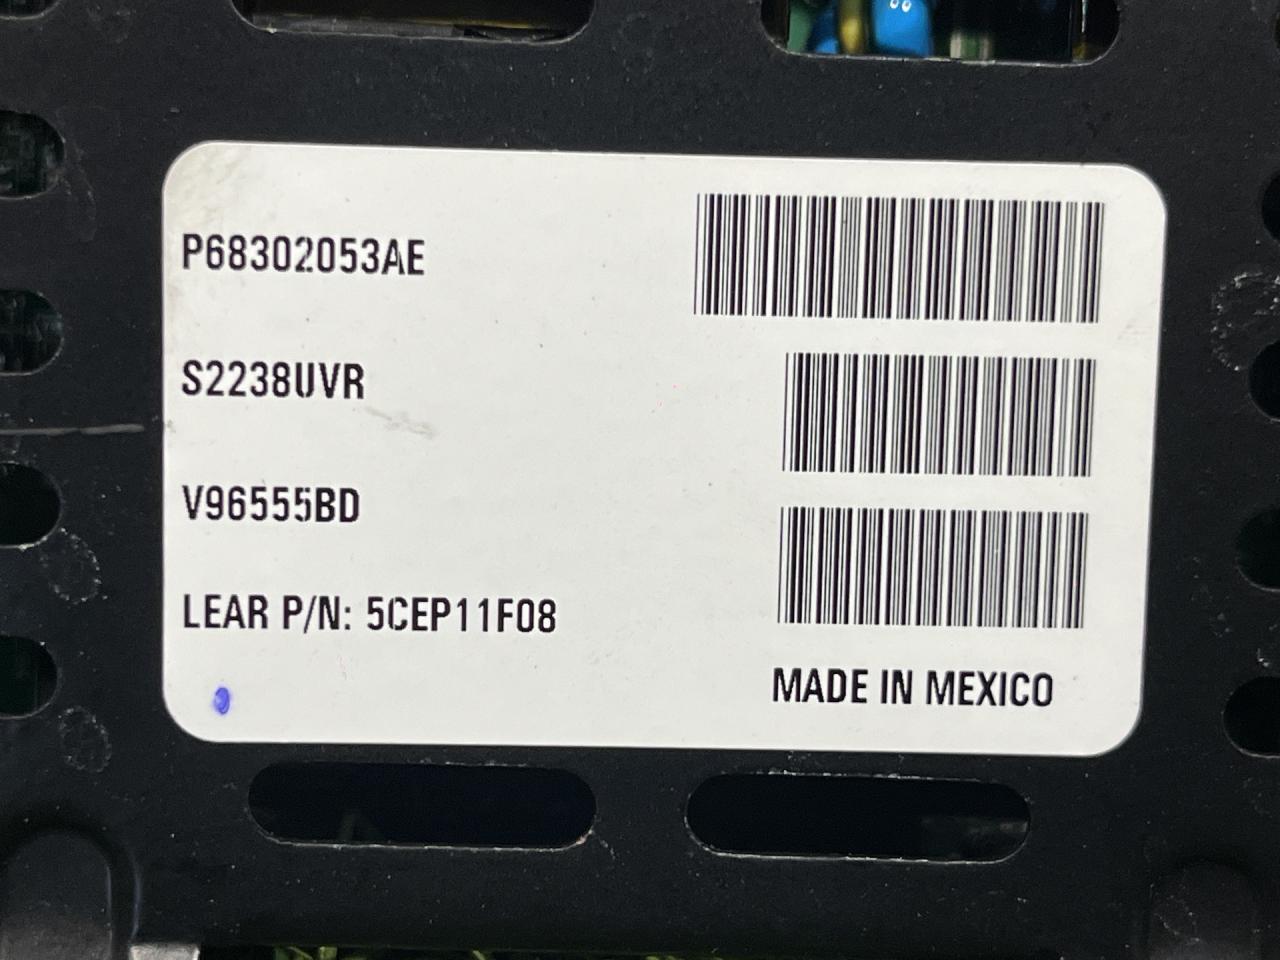 P68302053AE
S2238UVR
V96555BD
LEAR P/N: 5CEP11F08
MADE IN MEXICO